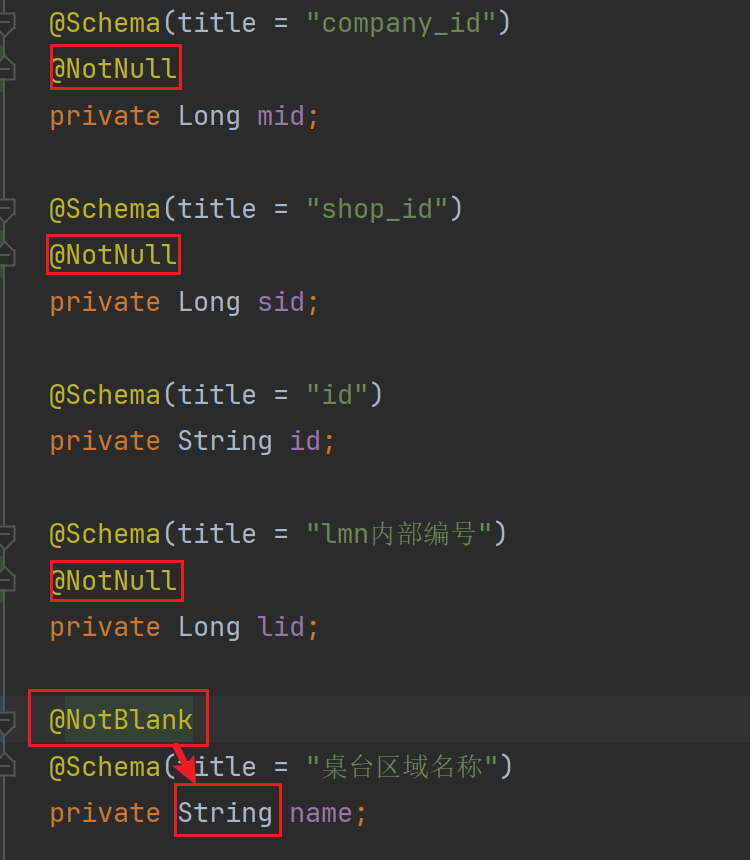 @Schema(title = "company_id")
@NotNull
private Long mid;
@Schema(title = "shop_id")
@NotNull
private Long sid;
@Schema(title = "id")
private String id;
@Schema(title = "lmn内部编号")
@NotNull
private Long lid;
@NotBlank
@Schema(title = "桌台区域名称")
private String name;